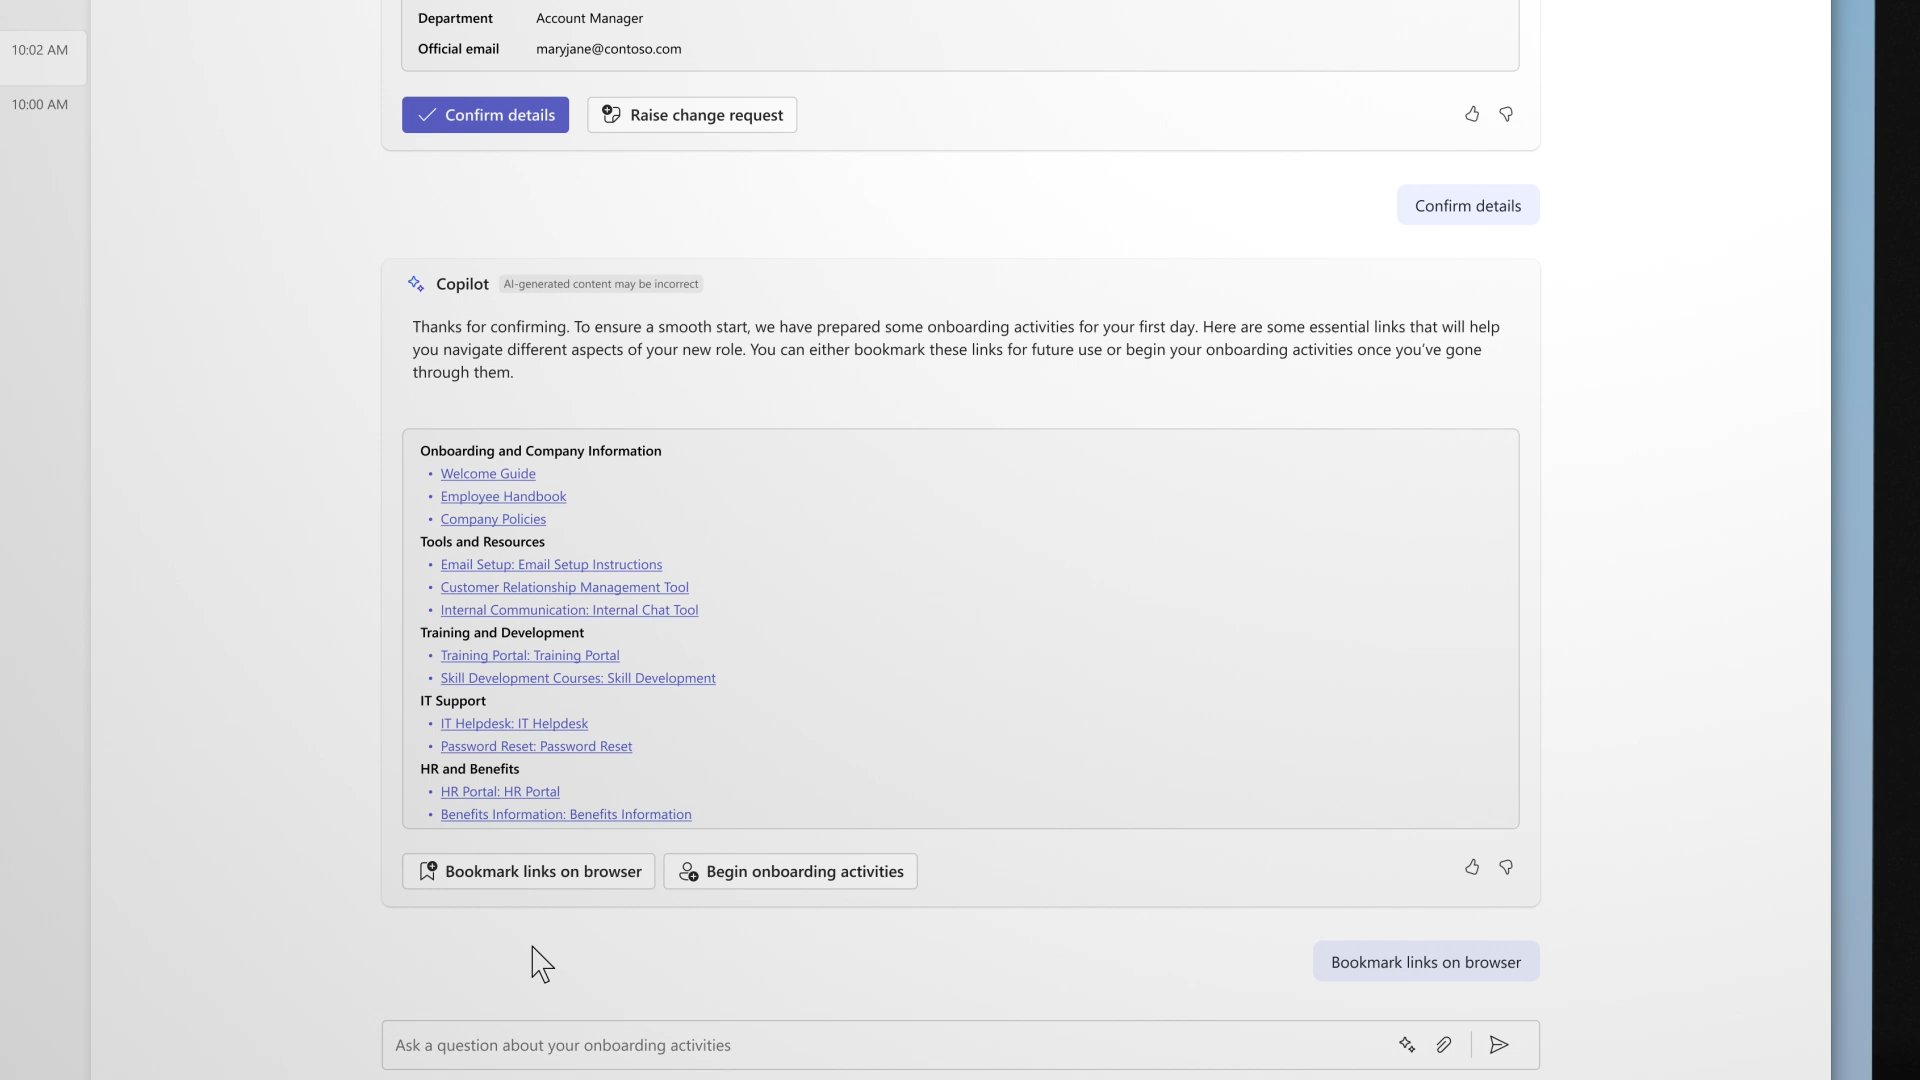 Department Account Manager
10:02 AM
Official email maryjane@contoso.com
10:00 AM
Confirm details Raise change request
Confirm details
Copilot AI-generated content may be incorrect
Thanks for confirming. To ensure a smooth start, we have prepared some onboarding activities for your first day. Here are some essential links that will help
you navigate different aspects of your new role. You can either bookmark these links for future use or begin your onboarding activities once you've gone
through them.
Onboarding and Company Information
• Welcome Guide
• Employee Handbook
• Company Policies
Tools and Resources
• Email Setup: Email Setup Instructions
• Customer Relationship Management Tool
• Internal Communication: Internal Chat Tool
Training and Development
• Training Portal: Training Portal
• Skill Development Courses: Skill Development
IT Support
• IT Helpdesk: IT Helpdesk
• Password Reset: Password Reset
HR and Benefits
• HR Portal: HR Portal
• Benefits Information: Benefits Information
Bookmark links on browser Begin onboarding activities
Bookmark links on browser
Ask a question about your onboarding activities